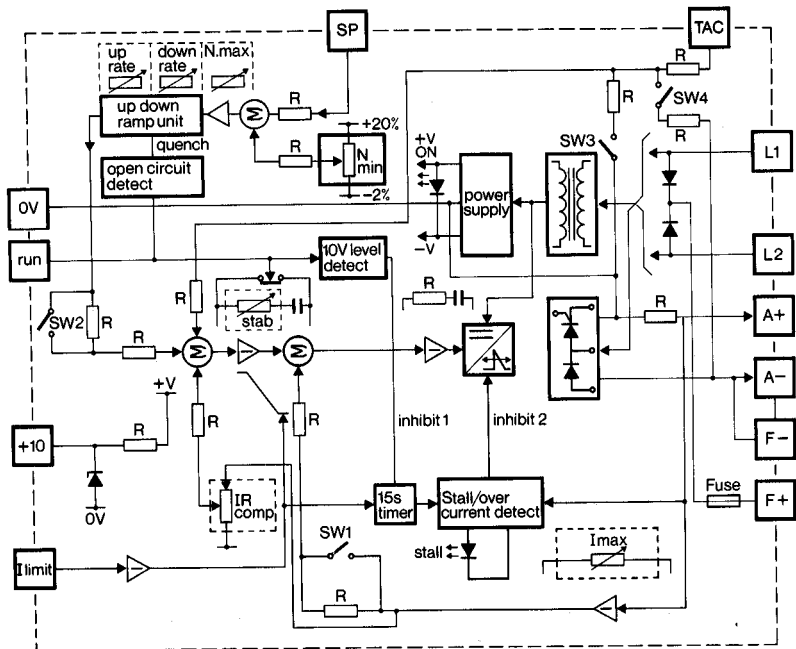 SP
TAC
up rate
down rate
N.max
R
M
R
R
SW4
up down ramp unit
R
+20%
N min
-2%
quench
open circuit detect
R
SW3
L1
+V
ON
power supply
-V
0V
run
10V level detect
L2
SW2
R
R
stab
R
R
A+
R
M
M
A-
+V
R
R
inhibit 1
inhibit 2
F-
+10
R
0V
IR comp
15s timer
Stall/over current detect
Fuse
F+
SW1
stall
I max
I limit
R